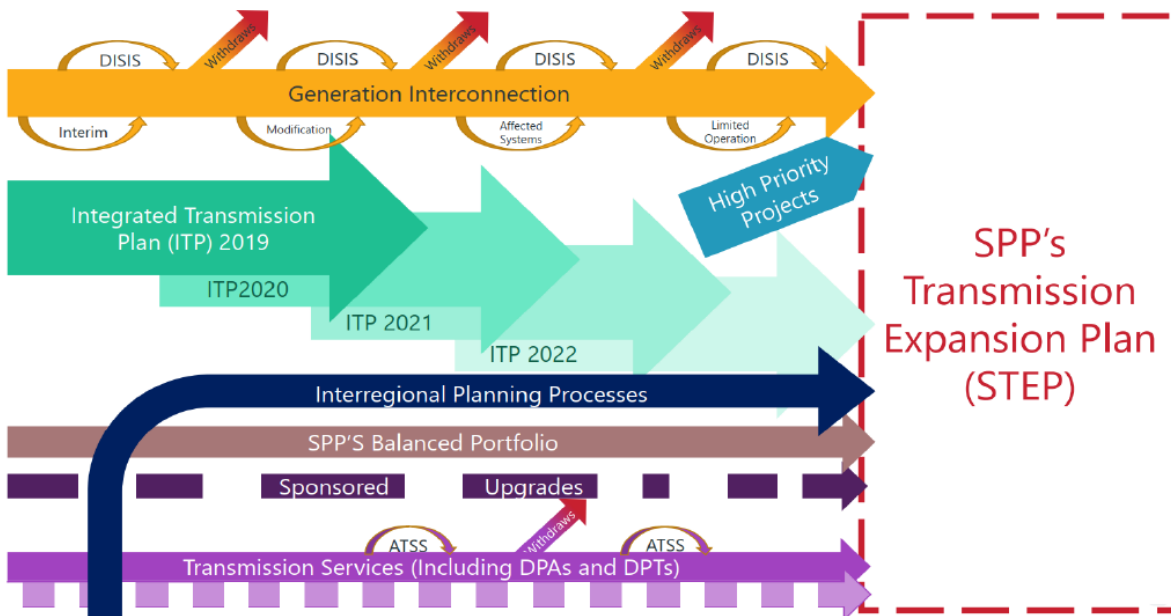 Withdraws
Withdraws
Withdraws
DISIS
DISIS
DISIS
DISIS
Generation Interconnection
Interim
Modification
Affected
Systems
Limited
Operation
High Priority
Projects
Integrated Transmission
Plan (ITP) 2019
ITP2020
ITP 2021
ITP 2022
SPP's
Transmission
Expansion Plan
(STEP)
Interregional Planning Processes
SPP'S Balanced Portfolio
Sponsored Upgrades
Withdraws
ATSS
ATSS
Transmission Services (Including DPAs and DPTs)